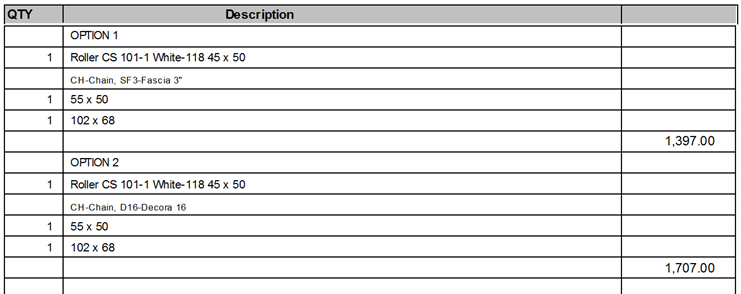 QTY Description
OPTION 1
1 Roller CS 101-1 White-118 45 x 50
CH-Chain, SF3-Fascia 3"
1 55 x 50
1 102 x 68
1,397.00
OPTION 2
1 Roller CS 101-1 White-118 45 x 50
CH-Chain, D16-Decora 16
1 55 x 50
1 102 x 68
1,707.00